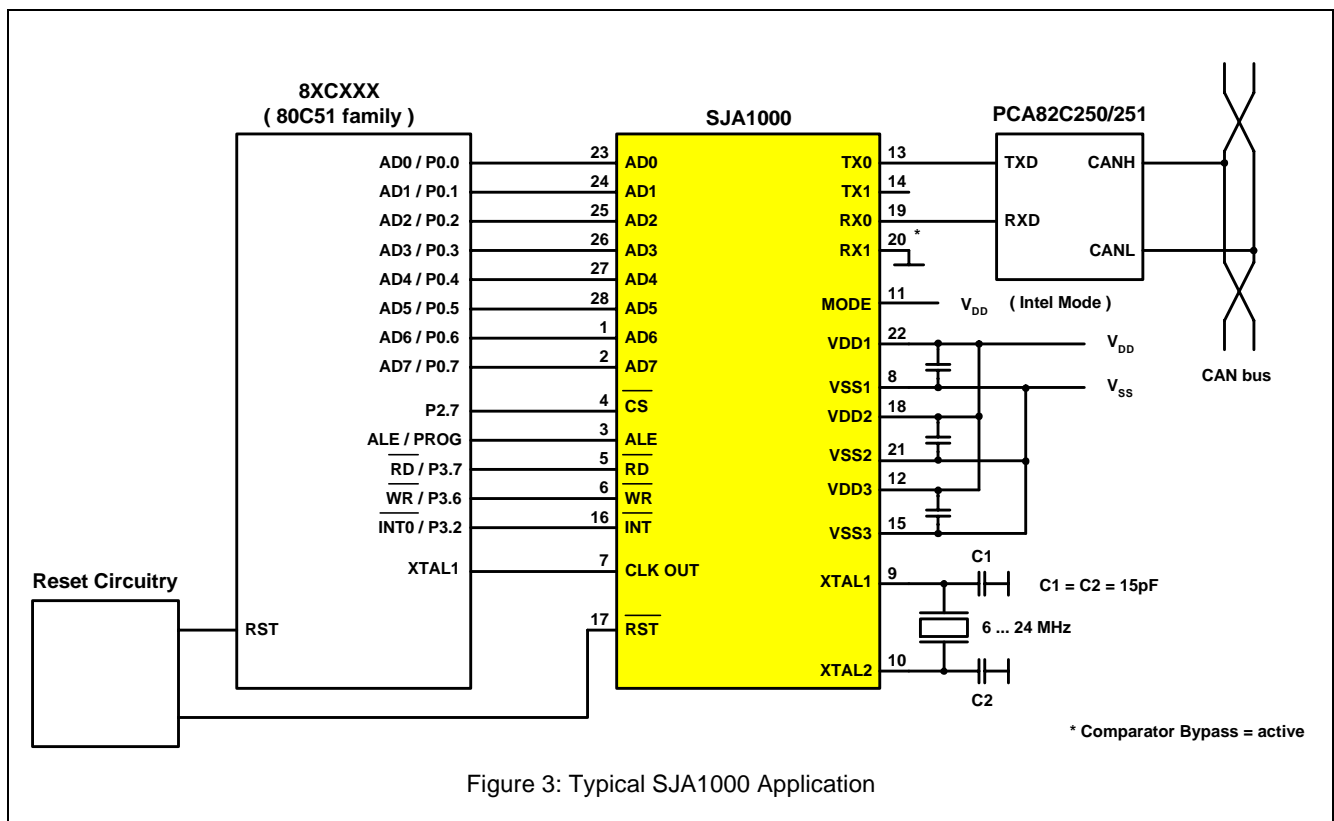 8XCXXX
( 80C51 family )
SJA1000
PCA82C250/251
AD0 / P0.0
23
AD0
TX0
13
TXD
CANH
AD1 / P0.1
24
AD1
TX1
14
AD2 / P0.2
25
AD2
RX0
19
RXD
AD3 / P0.3
26
AD3
RX1
20
*
CANL
AD4 / P0.4
27
AD4
AD5 / P0.5
28
AD5
MODE
11
VDD
( Intel Mode )
AD6 / P0.6
1
AD6
VDD1
22
VDD
AD7 / P0.7
2
AD7
VSS1
8
VSS
CAN bus
P2.7
4
CS
VDD2
18
ALE / PROG
3
ALE
VSS2
21
RD / P3.7
5
RD
VDD3
12
WR / P3.6
6
WR
INT0 / P3.2
16
INT
VSS3
15
XTAL1
7
CLK OUT
XTAL1
9
C1
C1 = C2 = 15pF
Reset Circuitry
RST
17
RST
6 ... 24 MHz
XTAL2
10
C2
* Comparator Bypass = active
Figure 3: Typical SJA1000 Application